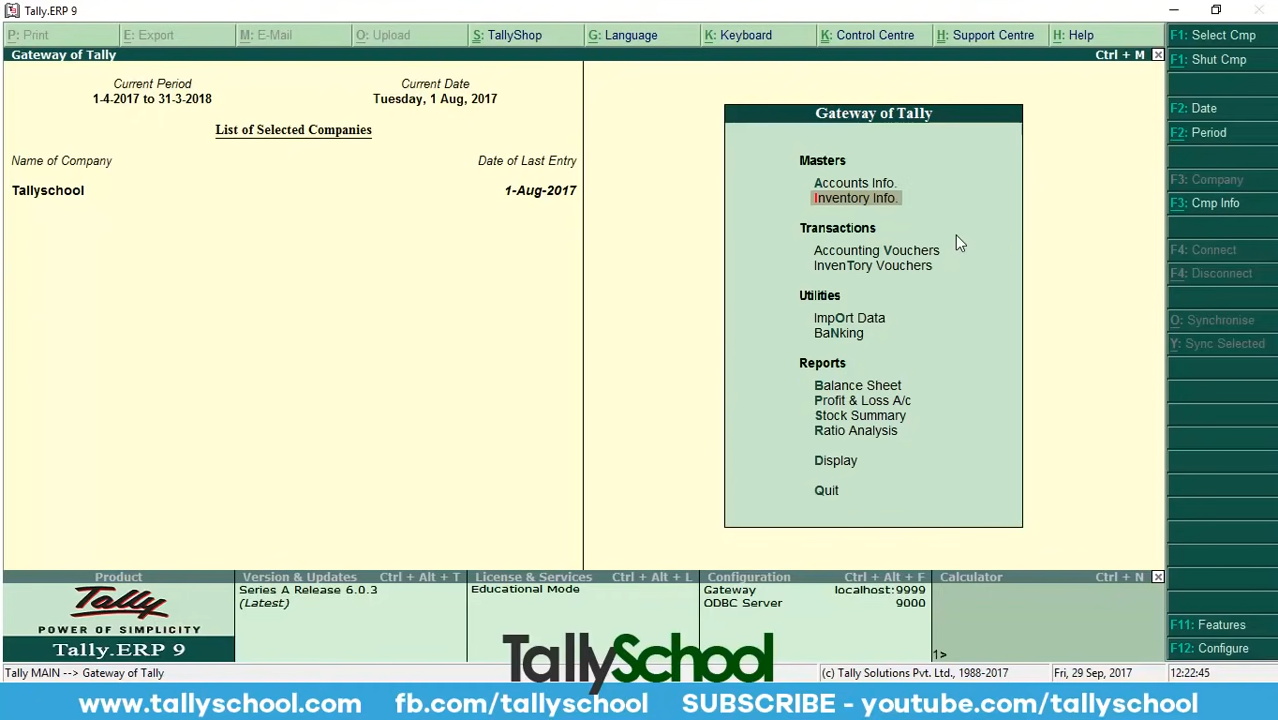 Tally.ERP 9
P: Print E: Export M: E-Mail O: Upload S: TallyShop G: Language K: Keyboard K: Control Centre H: Support Centre H: Help
Gateway of Tally Ctrl + M
Current Period Current Date
1-4-2017 to 31-3-2018 Tuesday, 1 Aug, 2017
List of Selected Companies
Name of Company Date of Last Entry
Tallyschool 1-Aug-2017
Gateway of Tally
Masters
Accounts Info.
Inventory Info.
Transactions
Accounting Vouchers
InvenTory Vouchers
Utilities
ImpOrt Data
BaNking
Reports
Balance Sheet
Profit & Loss A/c
Stock Summary
Ratio Analysis
Display
Quit
F1: Select Cmp
F1: Shut Cmp
F2: Date
F2: Period
F3: Company
F3: Cmp Info
F4: Connect
F4: Disconnect
O: Synchronise
Y: Sync Selected
F11: Features
F12: Configure
Product Version & Updates Ctrl + Alt + T License & Services Ctrl + Alt + L Configuration Ctrl + Alt + F Calculator Ctrl + N
Tally
POWER OF SIMPLICITY
Tally.ERP 9
Series A Release 6.0.3
(Latest)
Educational Mode
Gateway localhost:9999
ODBC Server 9000
1>
TallySchool
Tally MAIN --> Gateway of Tally (c) Tally Solutions Pvt. Ltd., 1988-2017 Fri, 29 Sep, 2017 12:22:45
www.tallyschool.com fb.com/tallyschool SUBSCRIBE - youtube.com/tallyschool